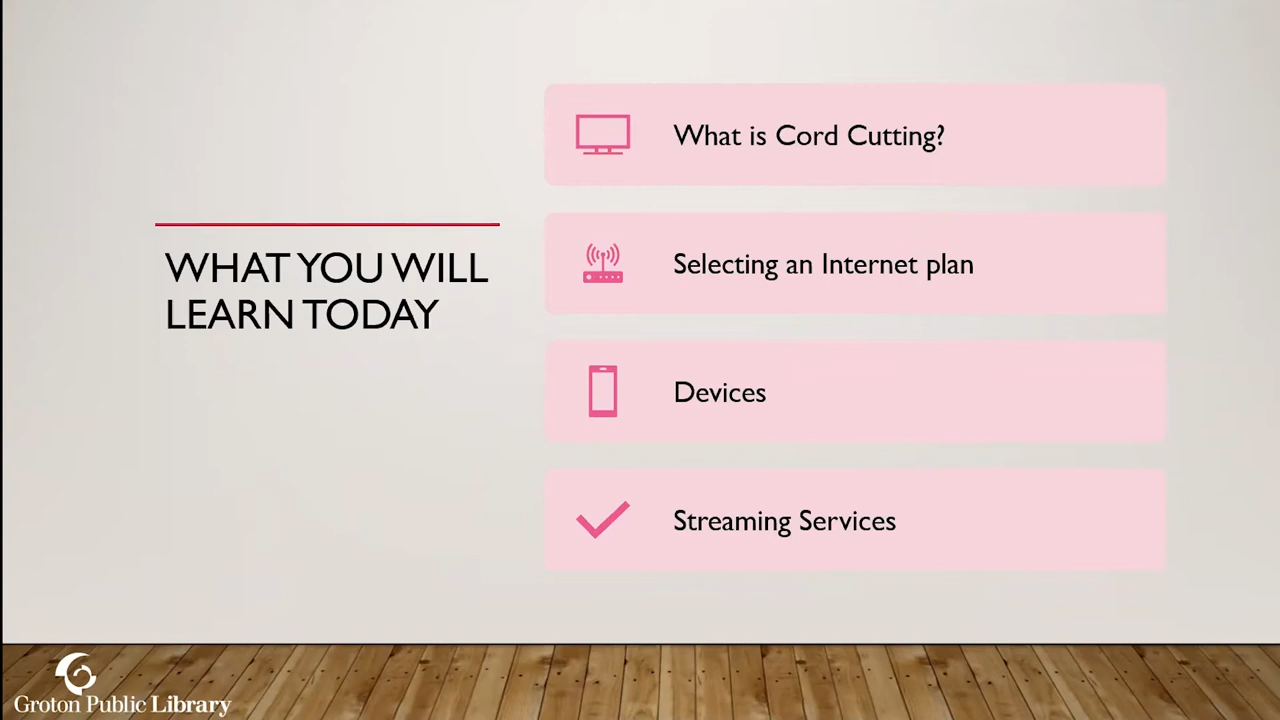 WHAT YOU WILL
LEARN TODAY
What is Cord Cutting?
Selecting an Internet plan
Devices
Streaming Services
Groton Public Library